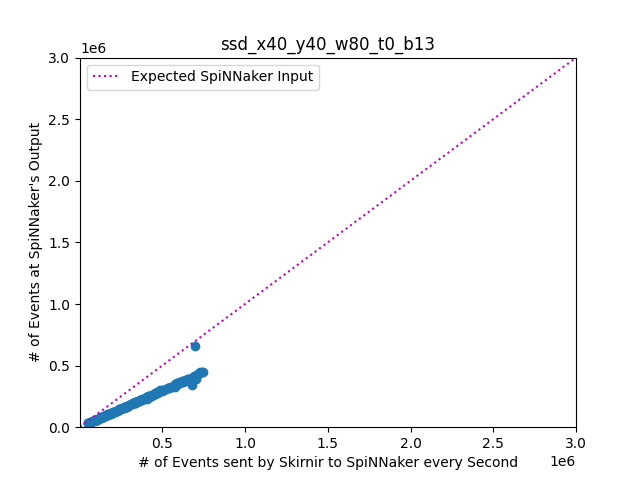 ssd_x40_y40_w80_t0_b13
1e6
Expected SpiNNaker Input
3.0
2.5
2.0
1.5
1.0
0.5
0.0
# of Events at SpiNNaker's Output
0.5 1.0 1.5 2.0 2.5 3.0
# of Events sent by Skirnir to SpiNNaker every Second
1e6